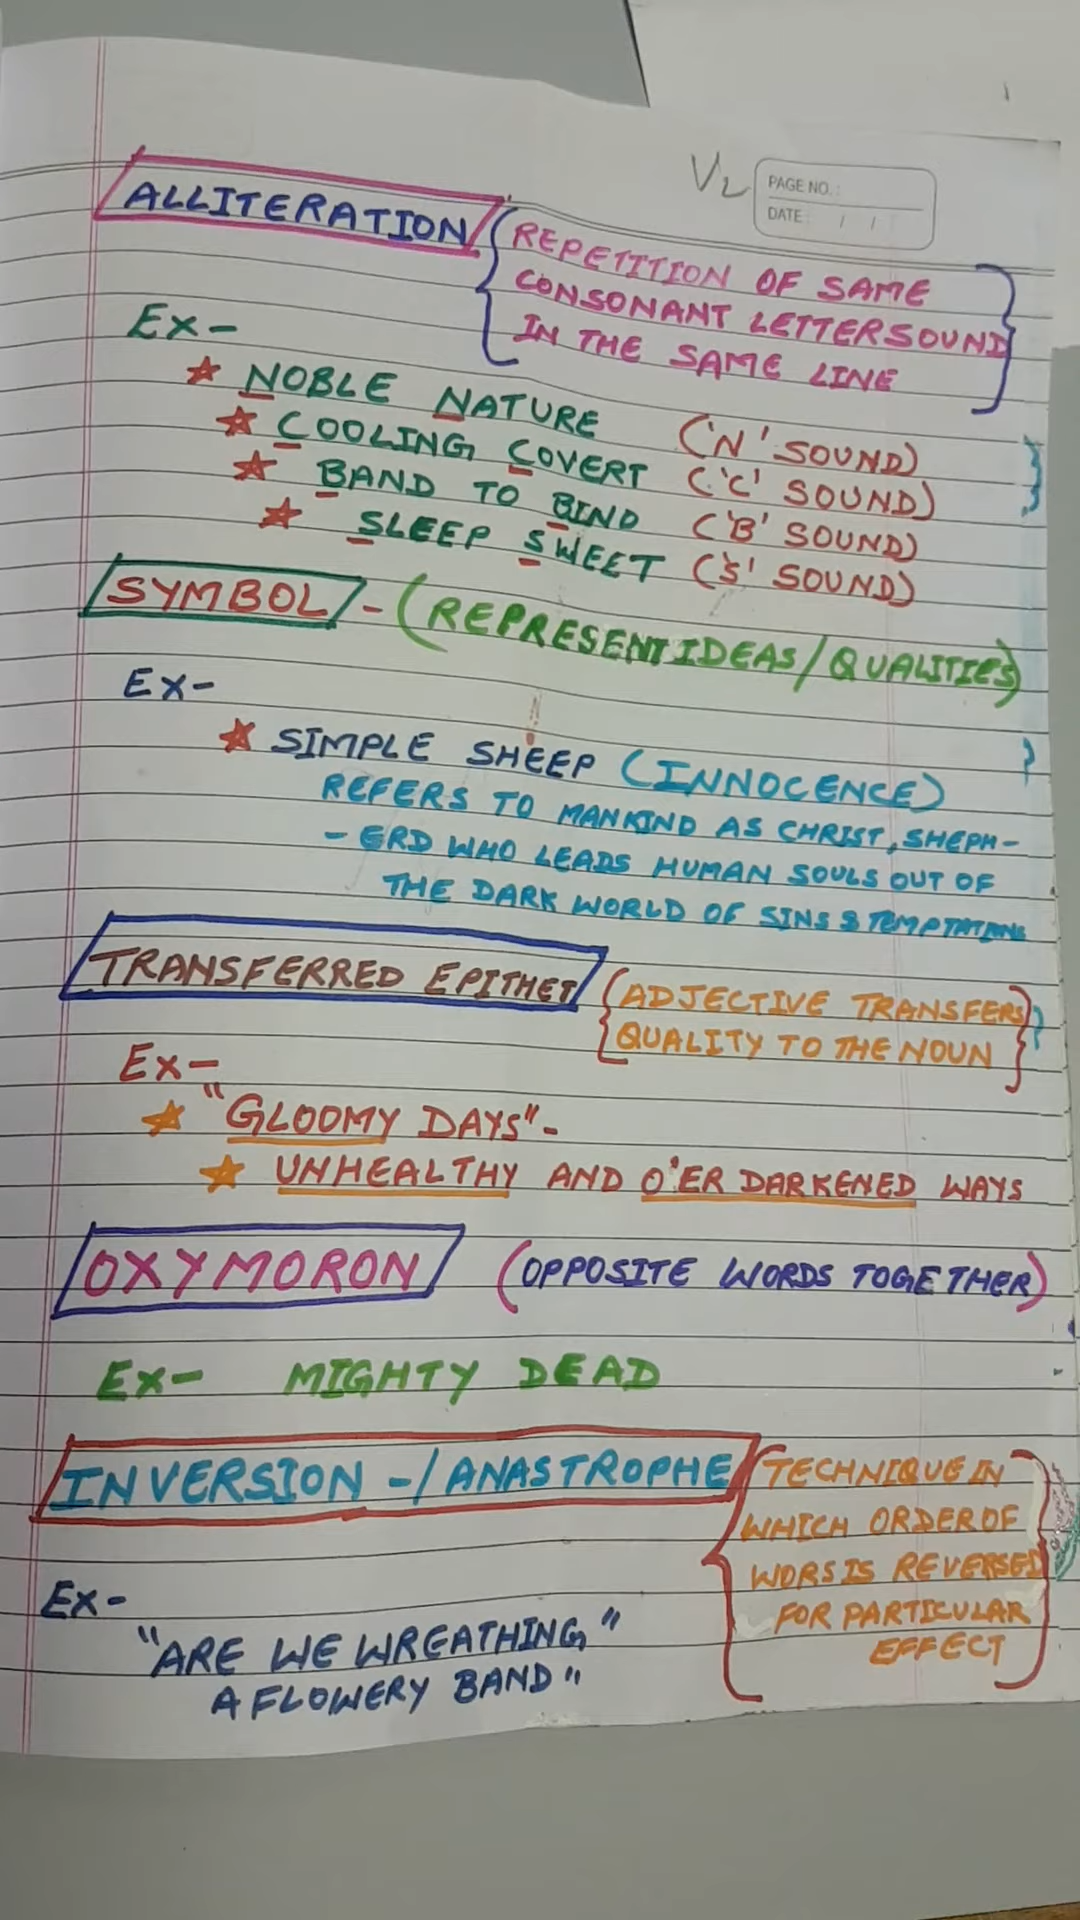 V2
PAGE NO.:
DATE: / /
ALLITERATION
REPETITION OF SAME
CONSONANT LETTERSOUND
IN THE SAME LINE
Ex-
★ NOBLE NATURE ('N' SOUND)
★ COOLING COVERT ('C' SOUND)
★ BAND TO BIND ('B' SOUND)
★ SLEEP SWEET ('S' SOUND)
SYMBOL - (REPRESENT IDEAS/QUALITIES)
Ex-
★ SIMPLE SHEEP (INNOCENCE)
REFERS TO MANKIND AS CHRIST, SHEPH-
-ERD WHO LEADS HUMAN SOULS OUT OF
THE DARK WORLD OF SINS & TEMPTATIONS
TRANSFERRED EPITHET
(ADJECTIVE TRANSFERS
QUALITY TO THE NOUN
Ex-
★ "GLOOMY DAYS"-
★ UNHEALTHY AND O'ER DARKENED WAYS
OXYMORON (OPPOSITE WORDS TOGETHER)
Ex- MIGHTY DEAD
INVERSION -/ANASTROPHE
TECHNIQUE IN
WHICH ORDER OF
WORS IS REVERSED
FOR PARTICULAR
EFFECT
Ex-
"ARE WE WREATHING"
A FLOWERY BAND"